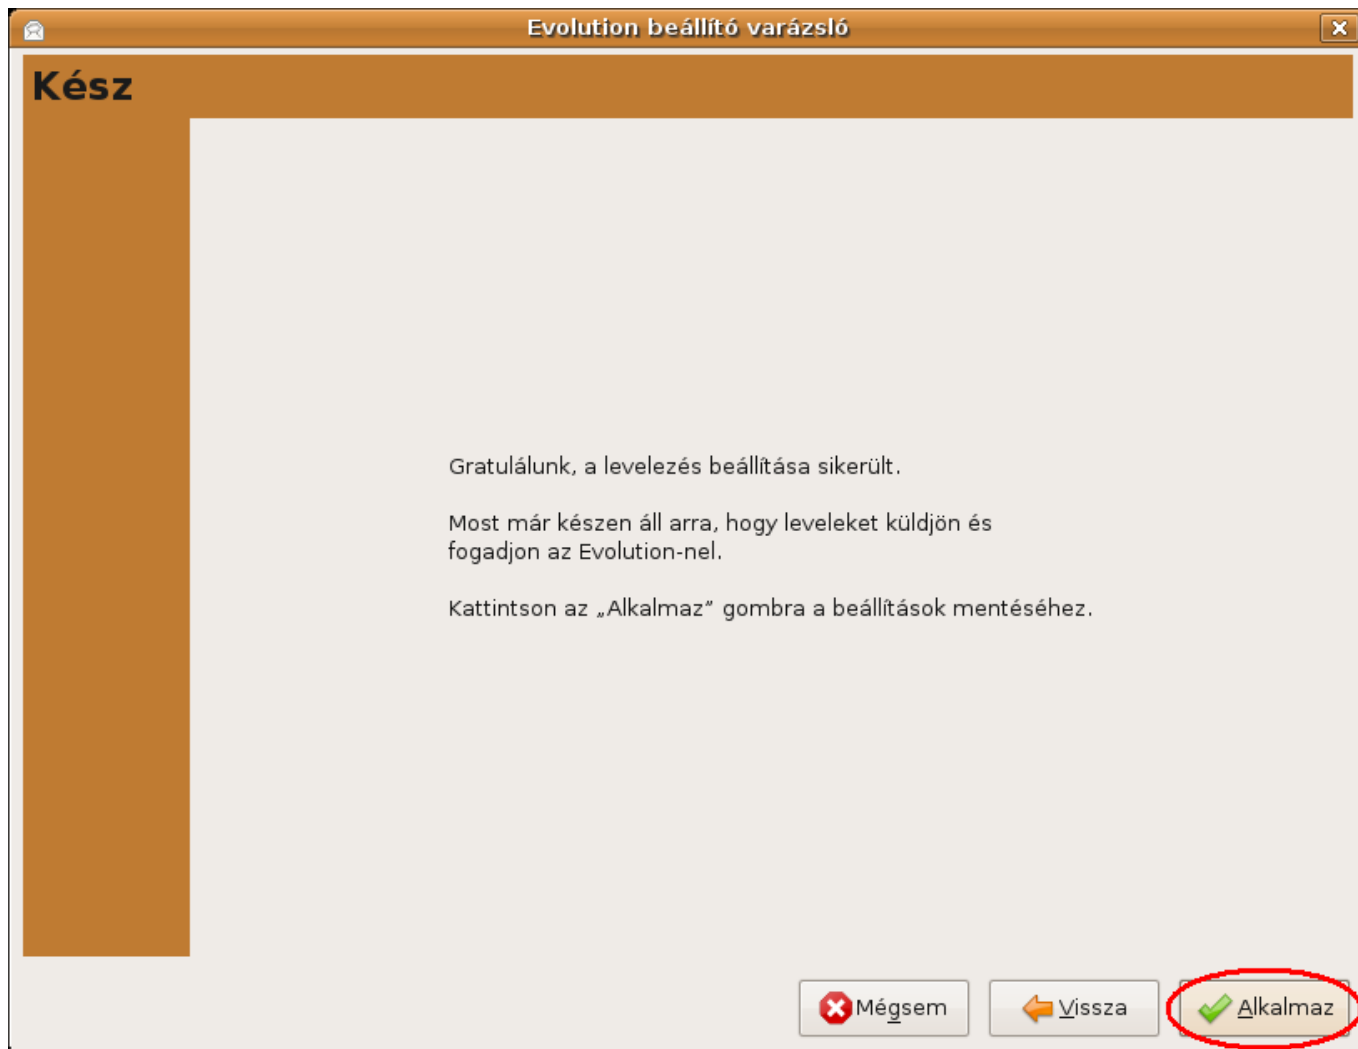 Evolution beállító varázsló
Kész
Gratulálunk, a levelezés beállítása sikerült.
Most már készen áll arra, hogy leveleket küldjön és
fogadjon az Evolution-nel.
Kattintson az „Alkalmaz” gombra a beállítások mentéséhez.
Mégsem
Vissza
Alkalmaz